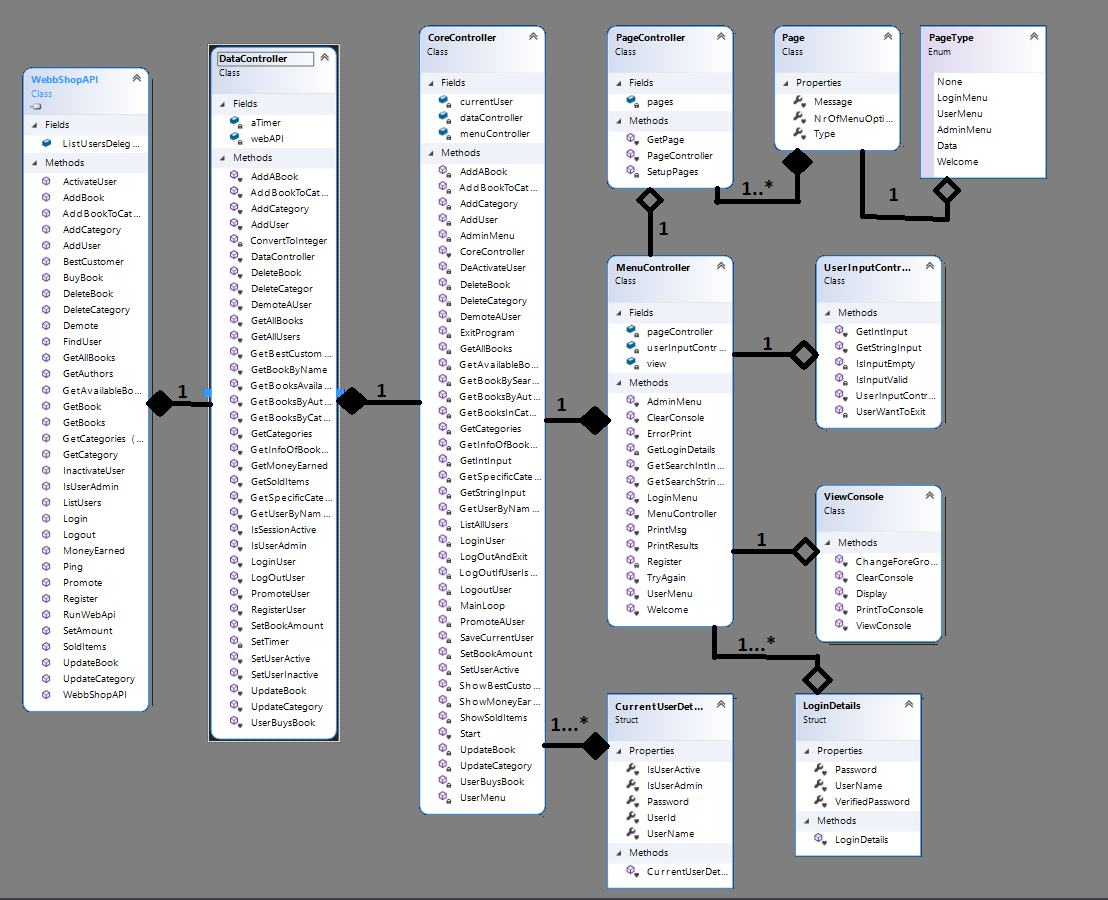 WebbShopAPI
Class
Fields
ListUsersDeleg...
Methods
ActivateUser
AddBook
AddBookToCat...
AddCategory
AddUser
BestCustomer
BuyBook
DeleteBook
DeleteCategory
Demote
FindUser
GetAllBooks
GetAuthors
GetAvailableBo...
GetBook
GetBooks
GetCategories (...
GetCategory
InactivateUser
IsUserAdmin
ListUsers
Login
Logout
MoneyEarned
Ping
Promote
Register
RunWebApi
SetAmount
SoldItems
UpdateBook
UpdateCategory
WebbShopAPI
1
DataController
Class
Fields
aTimer
webAPI
Methods
AddABook
AddBookToCat...
AddCategory
AddUser
ConvertToInteger
DataController
DeleteBook
DeleteCategor
DemoteAUser
GetAllBooks
GetAllUsers
GetBestCustom...
GetBookByName
GetBooksAvaila...
GetBooksByAut...
GetBooksByCat...
GetCategories
GetInfoOfBook...
GetMoneyEarned
GetSoldItems
GetSpecificCate...
GetUserByNam...
IsSessionActive
IsUserAdmin
LoginUser
LogOutUser
PromoteUser
RegisterUser
SetBookAmount
SetTimer
SetUserActive
SetUserInactive
UpdateBook
UpdateCategory
UserBuysBook
1
CoreController
Class
Fields
currentUser
dataController
menuController
Methods
AddABook
AddBookToCat...
AddCategory
AddUser
AdminMenu
CoreController
DeActivateUser
DeleteBook
DeleteCategory
DemoteAUser
ExitProgram
GetAllBooks
GetAvailableBo...
GetBookBySear...
GetBooksByAut...
GetBooksInCat...
GetCategories
GetInfoOfBook...
GetIntInput
GetSpecificCate...
GetStringInput
GetUserByNam...
ListAllUsers
LoginUser
LogOutAndExit
LogOutIfUserIs...
LogoutUser
MainLoop
PromoteAUser
SaveCurrentUser
SetBookAmount
SetUserActive
ShowBestCusto...
ShowMoneyEar...
ShowSoldItems
Start
UpdateBook
UpdateCategory
UserBuysBook
UserMenu
1
1...*
PageController
Class
Fields
pages
Methods
GetPage
PageController
SetupPages
1..*
1
Page
Class
Properties
Message
NrOfMenuOpti...
Type
1
PageType
Enum
None
LoginMenu
UserMenu
AdminMenu
Data
Welcome
MenuController
Class
Fields
pageController
userInputContr...
view
Methods
AdminMenu
ClearConsole
ErrorPrint
GetLoginDetails
GetSearchIntIn...
GetSearchStrin...
LoginMenu
MenuController
PrintMsg
PrintResults
Register
TryAgain
UserMenu
Welcome
1
1
1...*
UserInputContr...
Class
Methods
GetIntInput
GetStringInput
IsInputEmpty
IsInputValid
UserInputContr...
UserWantToExit
ViewConsole
Class
Methods
ChangeForeGro...
ClearConsole
Display
PrintToConsole
ViewConsole
CurrentUserDet...
Struct
Properties
IsUserActive
IsUserAdmin
Password
UserId
UserName
Methods
CurrentUserDet...
LoginDetails
Struct
Properties
Password
UserName
VerifiedPassword
Methods
LoginDetails